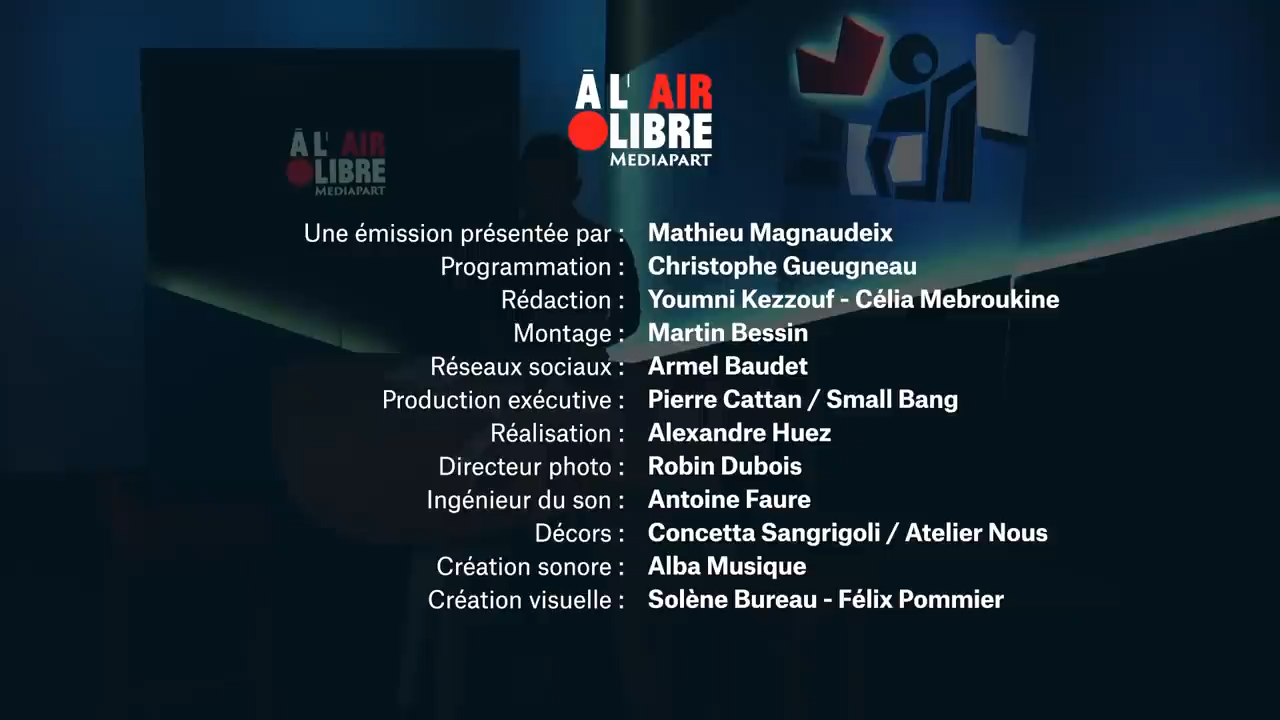 À L' AIR
LIBRE
MEDIAPART
À L' AIR
LIBRE
MEDIAPART
Une émission présentée par : Mathieu Magnaudeix
Programmation : Christophe Gueugneau
Rédaction : Youmni Kezzouf - Célia Mebroukine
Montage : Martin Bessin
Réseaux sociaux : Armel Baudet
Production exécutive : Pierre Cattan / Small Bang
Réalisation : Alexandre Huez
Directeur photo : Robin Dubois
Ingénieur du son : Antoine Faure
Décors : Concetta Sangrigoli / Atelier Nous
Création sonore : Alba Musique
Création visuelle : Solène Bureau - Félix Pommier